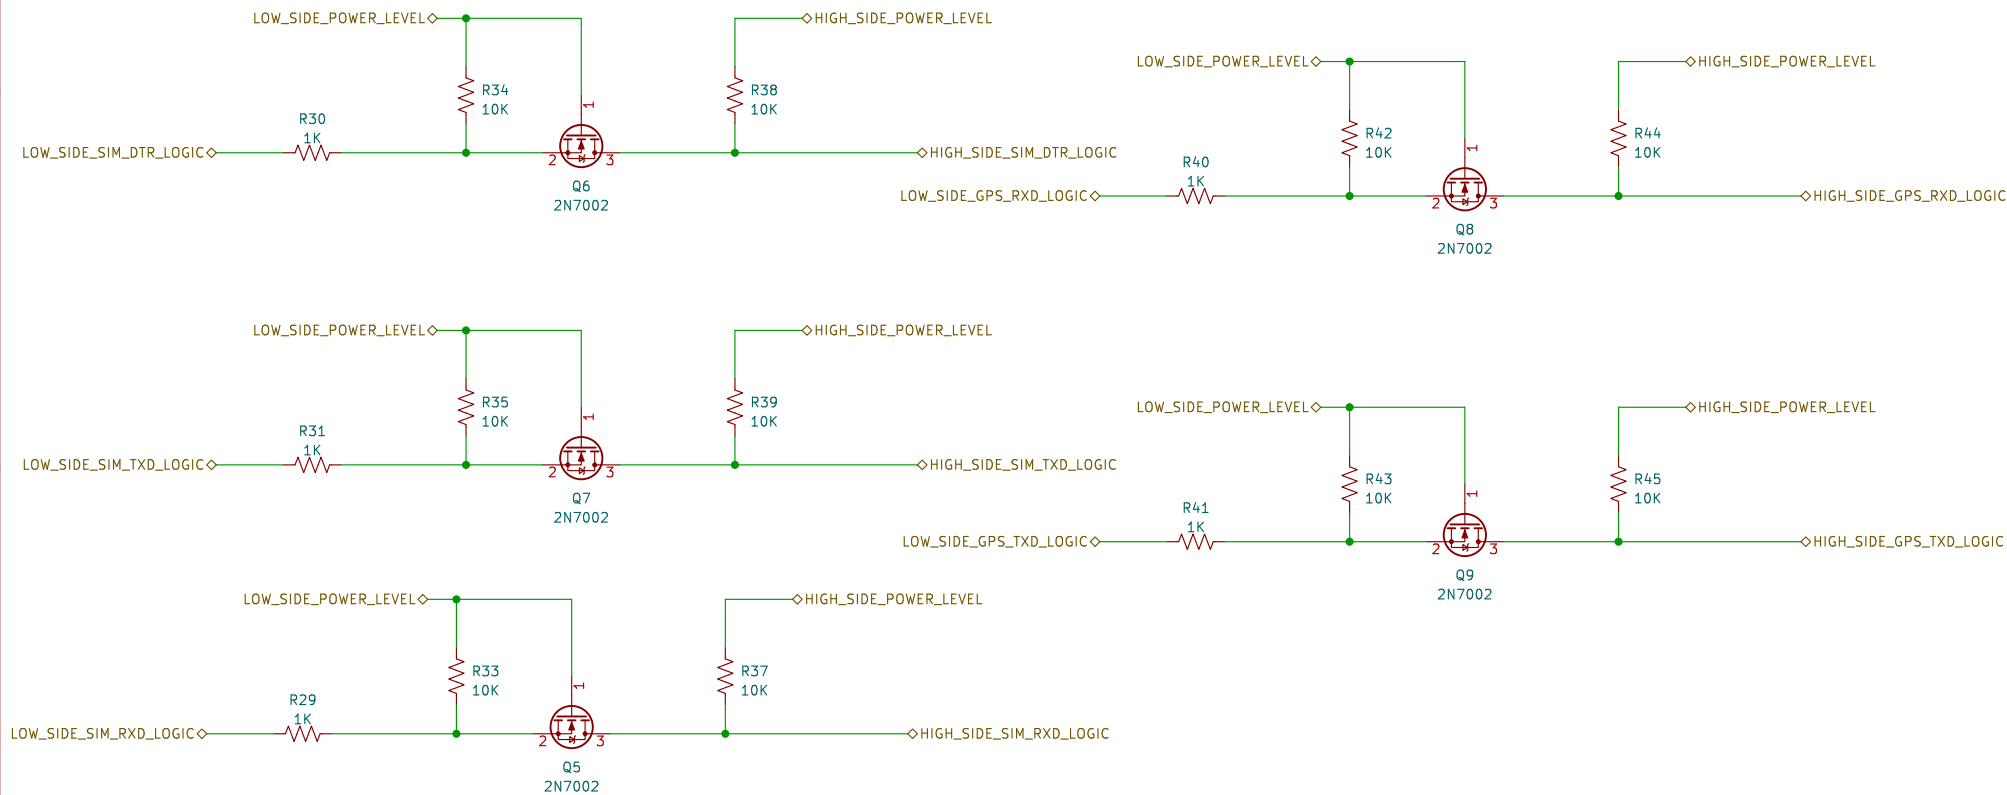 LOW_SIDE_POWER_LEVEL
HIGH_SIDE_POWER_LEVEL
R34
10K
R38
10K
1
R30
1K
LOW_SIDE_SIM_DTR_LOGIC
2
3
HIGH_SIDE_SIM_DTR_LOGIC
Q6
2N7002
LOW_SIDE_POWER_LEVEL
HIGH_SIDE_POWER_LEVEL
R42
10K
R44
10K
1
R40
1K
LOW_SIDE_GPS_RXD_LOGIC
2
3
HIGH_SIDE_GPS_RXD_LOGIC
Q8
2N7002
LOW_SIDE_POWER_LEVEL
HIGH_SIDE_POWER_LEVEL
R35
10K
R39
10K
1
R31
1K
LOW_SIDE_SIM_TXD_LOGIC
2
3
HIGH_SIDE_SIM_TXD_LOGIC
Q7
2N7002
LOW_SIDE_POWER_LEVEL
HIGH_SIDE_POWER_LEVEL
R43
10K
R45
10K
1
R41
1K
LOW_SIDE_GPS_TXD_LOGIC
2
3
HIGH_SIDE_GPS_TXD_LOGIC
Q9
2N7002
LOW_SIDE_POWER_LEVEL
HIGH_SIDE_POWER_LEVEL
R33
10K
R37
10K
1
R29
1K
LOW_SIDE_SIM_RXD_LOGIC
2
3
HIGH_SIDE_SIM_RXD_LOGIC
Q5
2N7002